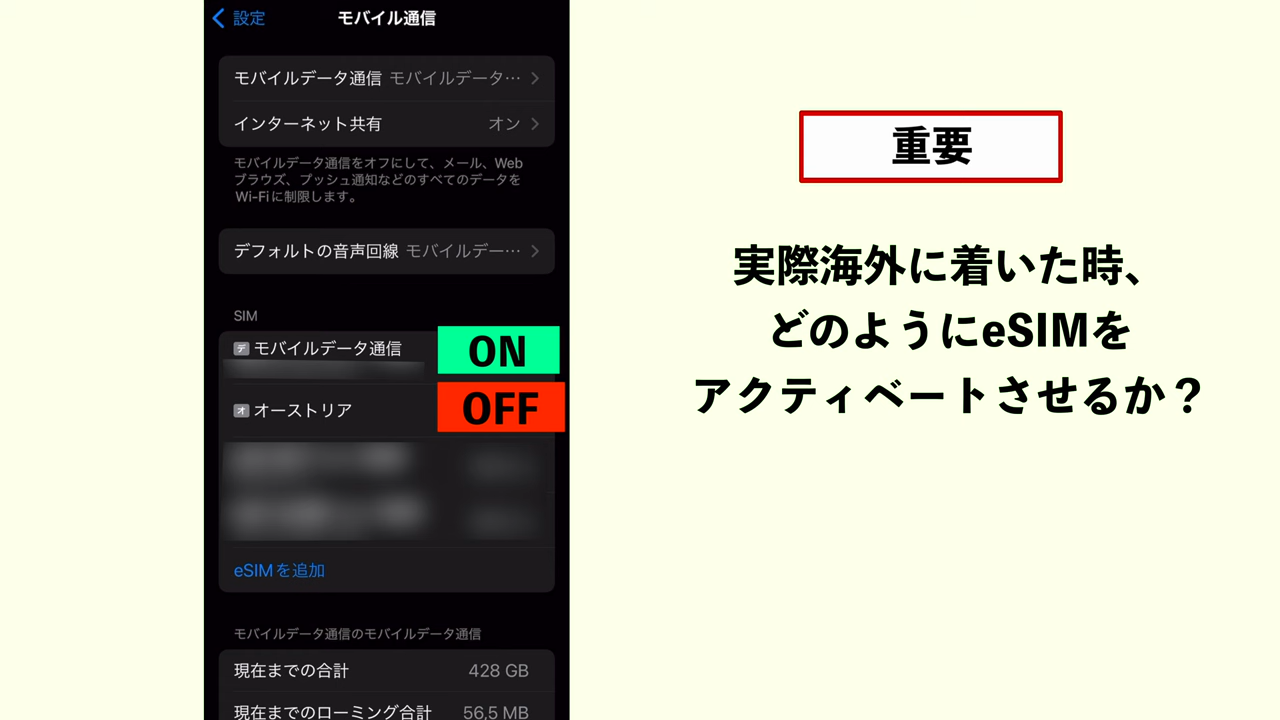 設定
モバイル通信
モバイルデータ通信 モバイルデータ…
インターネット共有 オン
モバイルデータ通信をオフにして、メール、Web
ブラウズ、プッシュ通知などのすべてのデータを
Wi-Fiに制限します。
デフォルトの音声回線 モバイルデー…
SIM
デ モバイルデータ通信 ON
オ オーストリア OFF
eSIMを追加
モバイルデータ通信のモバイルデータ通信
現在までの合計 428 GB
現在までのローミング合計 56.5 MB
重要
実際海外に着いた時、
どのようにeSIMを
アクティベートさせるか？